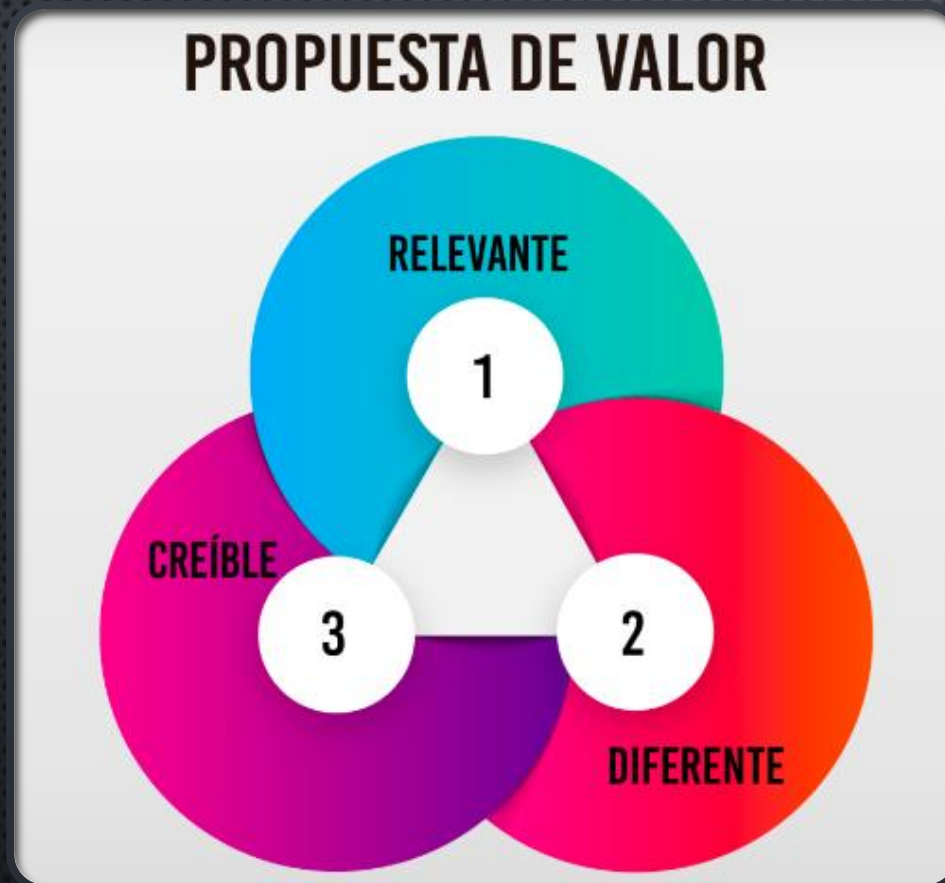 PROPUESTA DE VALOR
RELEVANTE
1
CREÍBLE
3
2
DIFERENTE